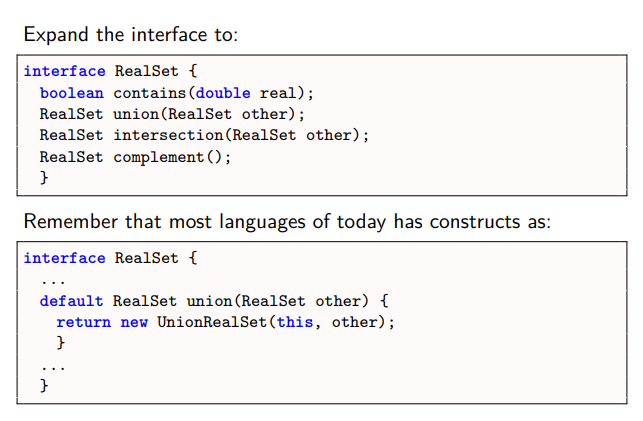 Expand the interface to:
interface RealSet {
boolean contains(double real);
RealSet union(RealSet other);
RealSet intersection(RealSet other);
RealSet complement();
}
Remember that most languages of today has constructs as:
interface RealSet {
...
default RealSet union(RealSet other) {
return new UnionRealSet(this, other);
}
...
}